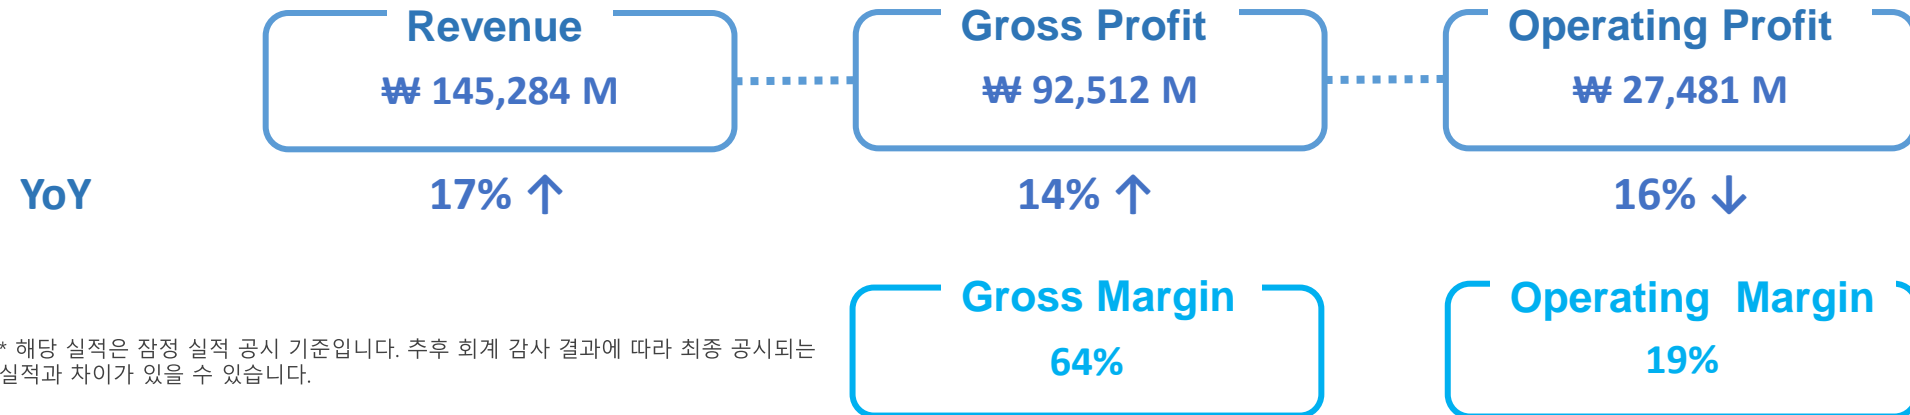 Revenue
Gross Profit
Operating Profit
₩ 145,284 M
₩ 92,512 M
₩ 27,481 M
YoY
17% ↑
14% ↑
16% ↓
Gross Margin
Operating Margin
64%
19%
* 해당 실적은 잠정 실적 공시 기준입니다. 추후 회계 감사 결과에 따라 최종 공시되는
실적과 차이가 있을 수 있습니다.